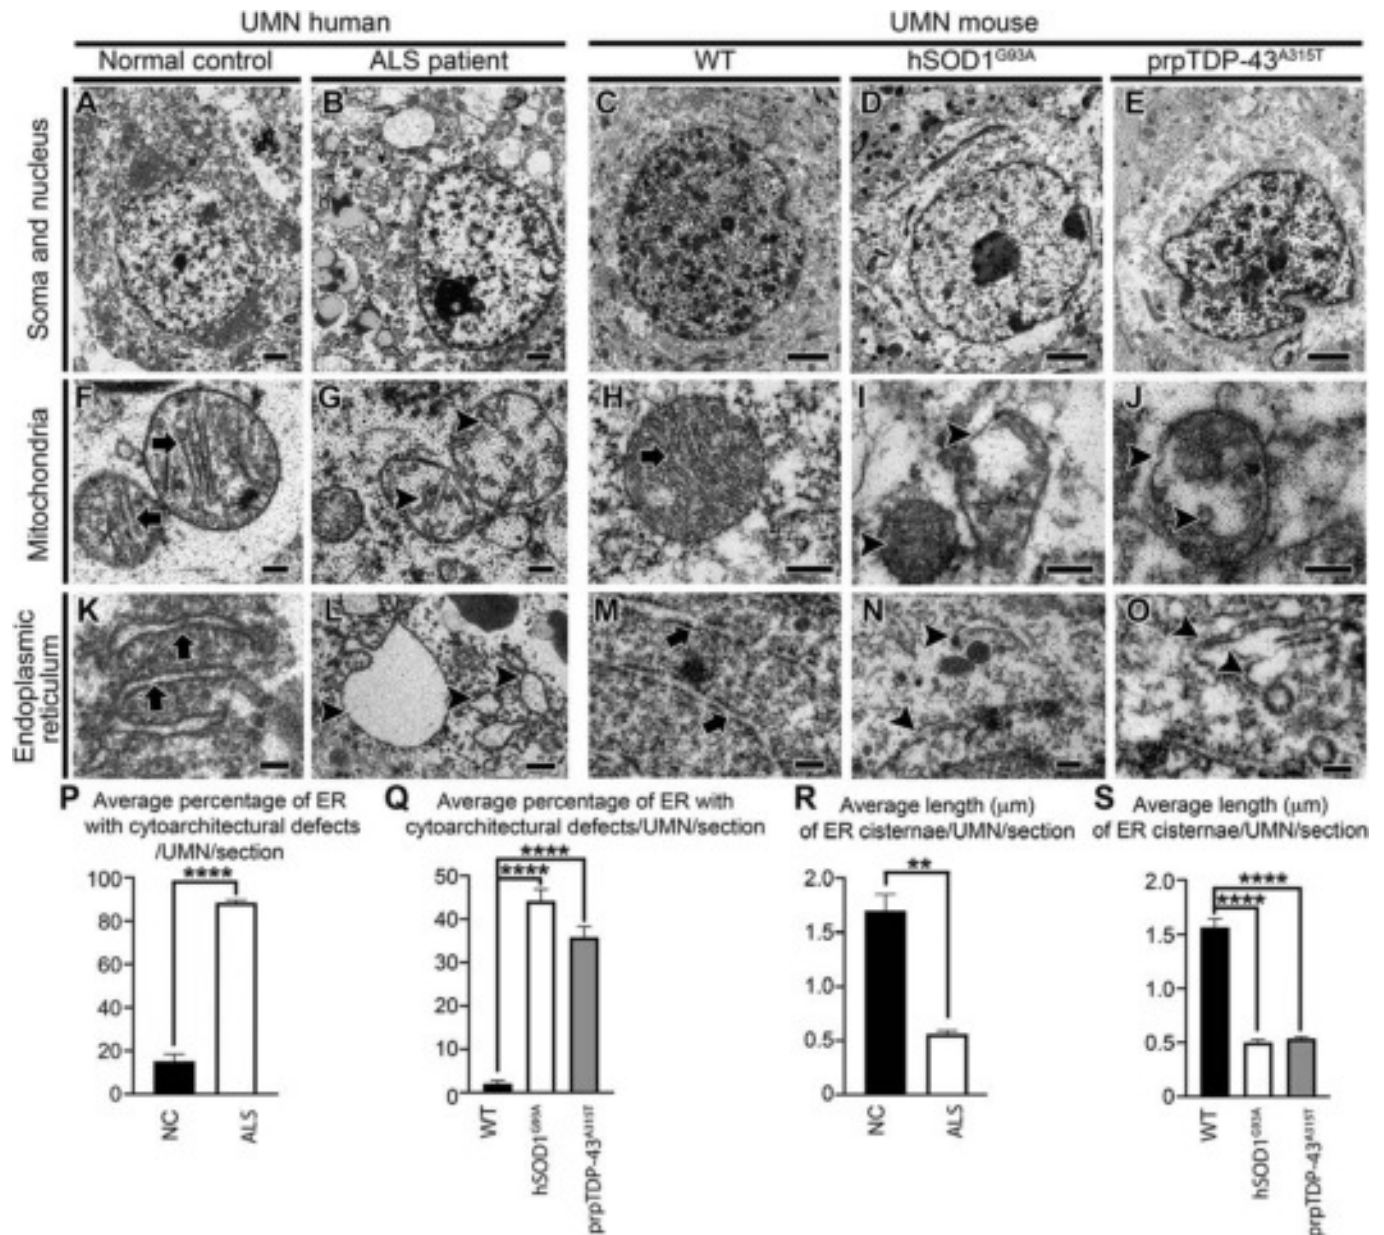 UMN human
UMN mouse
Normal control
ALS patient
WT
hSOD1G93A
prpTDP-43A315T
Soma and nucleus
A
B
C
D
E
Mitochondria
F
G
H
I
J
Endoplasmic
reticulum
K
L
M
N
O
P Average percentage of ER
with cytoarchitectural defects
/UMN/section
****
100
80
60
40
20
0
NC
ALS
Q Average percentage of ER with
cytoarchitectural defects/UMN/section
****
****
50
40
30
20
10
0
WT
hSOD1G93A
prpTDP-43A315T
R Average length (μm)
of ER cisternae/UMN/section
**
2.0
1.5
1.0
0.5
0
NC
ALS
S Average length (μm)
of ER cisternae/UMN/section
****
****
2.0
1.5
1.0
0.5
0
WT
hSOD1G93A
prpTDP-43A315T